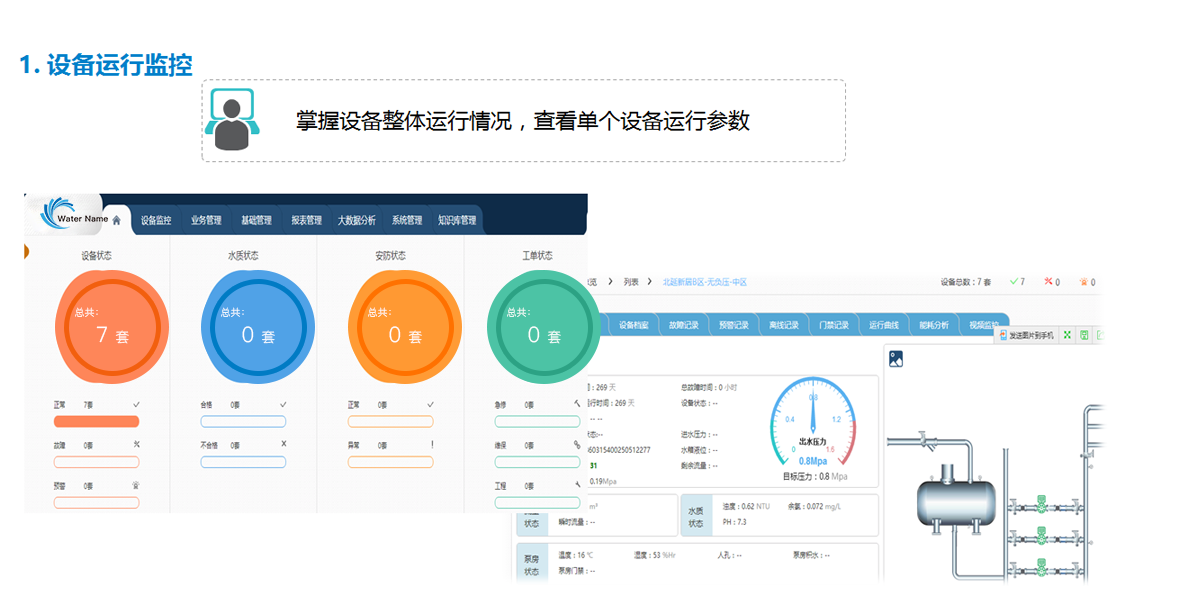 1. 设备运行监控
掌握设备整体运行情况，查看单个设备运行参数
Water Name
设备监控 业务管理 基础管理 报表管理 大数据分析 系统管理 知识库管理
设备状态 水质状态 安防状态 工单状态
总共: 总共: 总共: 总共:
7 套 0 套 0 套 0 套
正常 7套 合格 0套 正常 0套 急修 0套
故障 0套 不合格 0套 异常 0套 维保 0套
预警 0套 工程 0套
列表 北延新居B区-无负压-中区 设备总数：7 套 7 0 0
设备档案 故障记录 预警记录 离线记录 门禁记录 运行曲线 能耗分析 视频监控
发送图片到手机
: 269 天 总故障时间：0 小时
行时间：269 天 设备状态：--
-- --
状态:-- 进水压力：--
60315400250512277 水箱液位：--
31 剩余流量：--
0.19Mpa
0 0.4 0.8 1.2 1.6
出水压力
0.8Mpa
目标压力：0.8 Mpa
m³
状态 瞬时流量：--
水质状态 浊度：0.62 NTU 余氯：0.072 mg/L
PH：7.3
泵房状态 温度：16 ℃ 湿度：53 %Hr 人孔：-- 泵房积水：--
泵房门禁：--